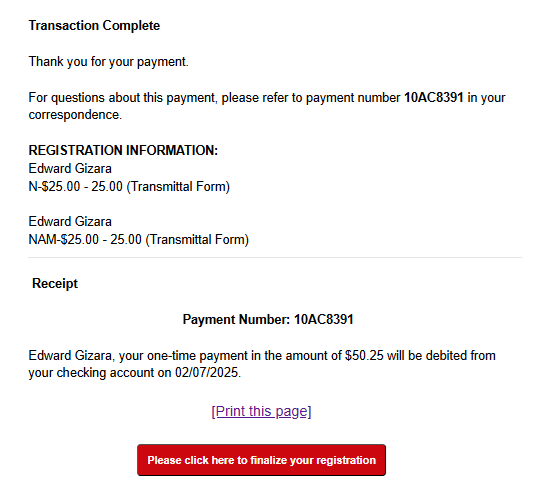 Transaction Complete
Thank you for your payment.
For questions about this payment, please refer to payment number 10AC8391 in your
correspondence.
REGISTRATION INFORMATION:
Edward Gizara
N-$25.00 - 25.00 (Transmittal Form)
Edward Gizara
NAM-$25.00 - 25.00 (Transmittal Form)
Receipt
Payment Number: 10AC8391
Edward Gizara, your one-time payment in the amount of $50.25 will be debited from
your checking account on 02/07/2025.
[Print this page]
Please click here to finalize your registration